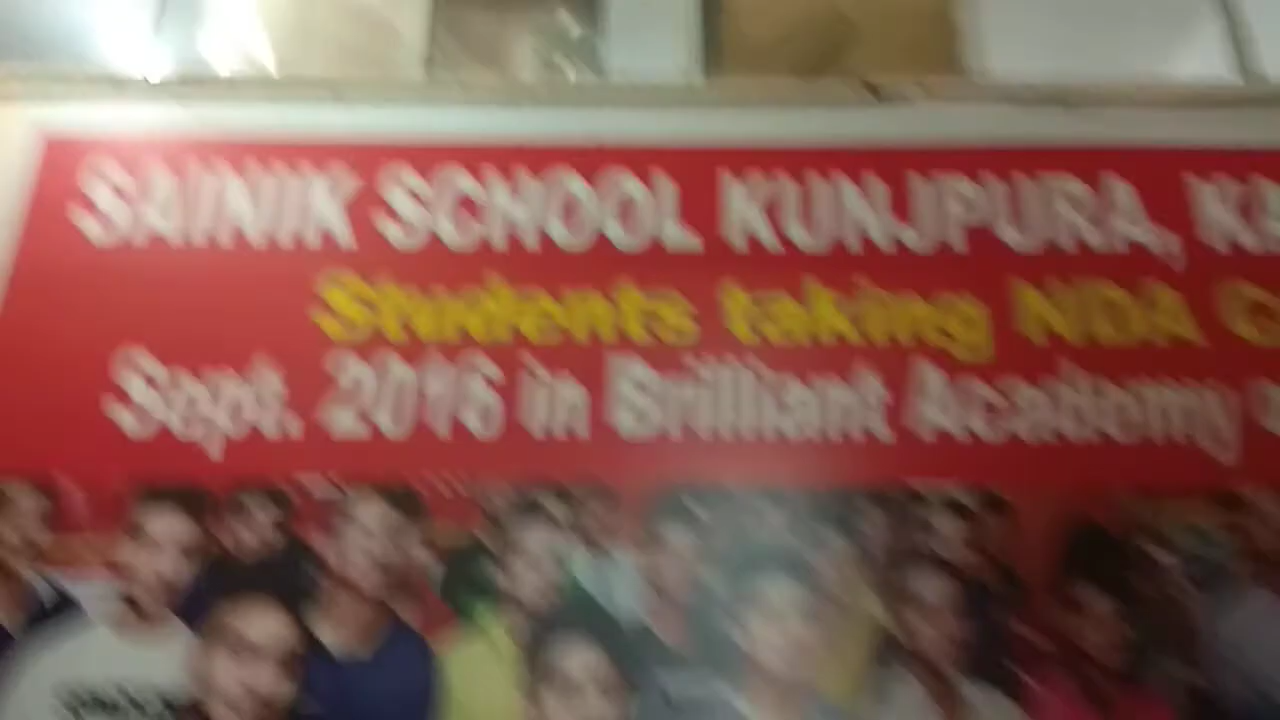 SAINIK SCHOOL KUNJPURA,
Students taking NDA
Sept. 2016 in Brilliant Academy